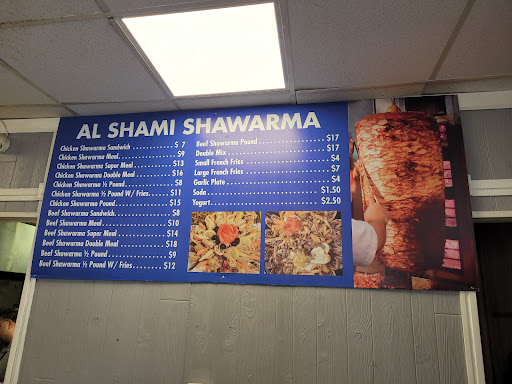 AL SHAMI SHAWARMA
Chicken Shawarma Sandwich $ 7
Chicken Shawarma Meal $9
Chicken Shawarma Super Meal $13
Chicken Shawarma Double Meal $16
Chicken Shawarma ½ Pound $8
Chicken Shawarma ½ Pound W/ Fries $11
Chicken Shawarma Pound $15
Beef Shawarma Sandwich $8
Beef Shawarma Meal $10
Beef Shawarma Super Meal $14
Beef Shawarma Double Meal $18
Beef Shawarma ½ Pound $9
Beef Shawarma ½ Pound W/ Fries $12
Beef Shawarma Pound $17
Double Mix $17
Small French Fries $4
Large French Fries $7
Garlic Plate $4
Soda $1.50
Yogurt $2.50